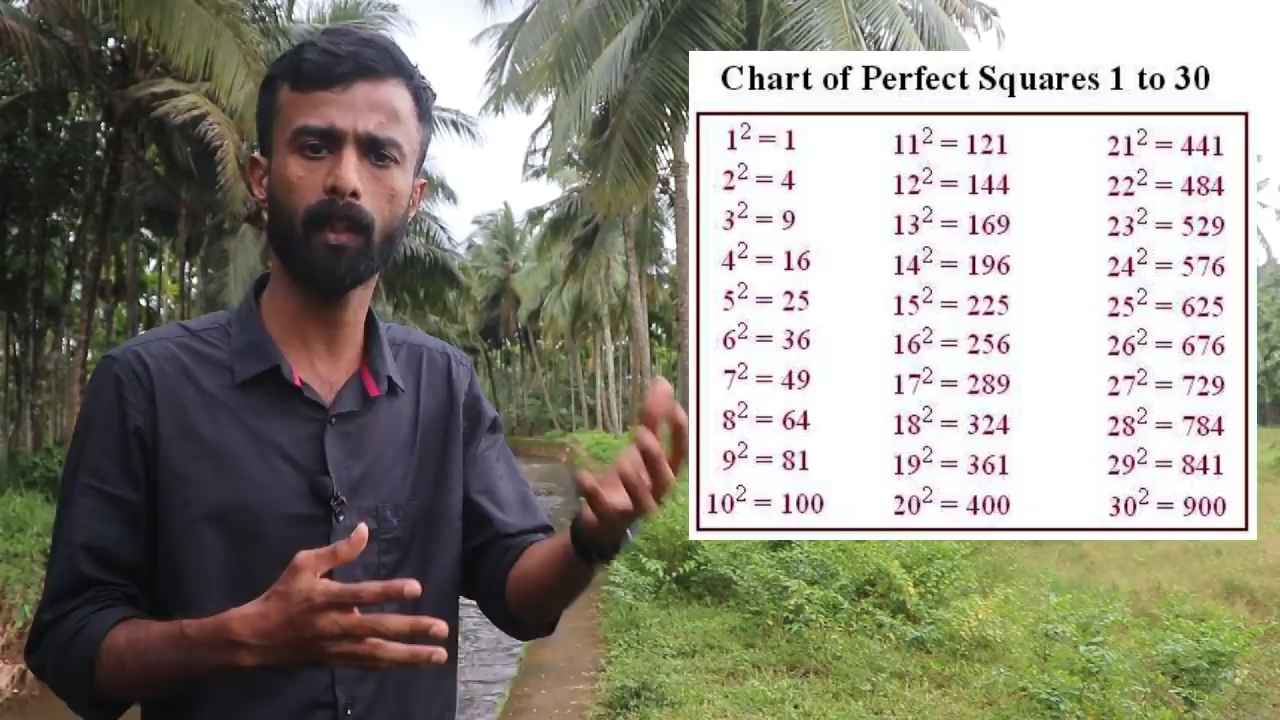 Chart of Perfect Squares 1 to 30
1² = 1
2² = 4
3² = 9
4² = 16
5² = 25
6² = 36
7² = 49
8² = 64
9² = 81
10² = 100
11² = 121
12² = 144
13² = 169
14² = 196
15² = 225
16² = 256
17² = 289
18² = 324
19² = 361
20² = 400
21² = 441
22² = 484
23² = 529
24² = 576
25² = 625
26² = 676
27² = 729
28² = 784
29² = 841
30² = 900